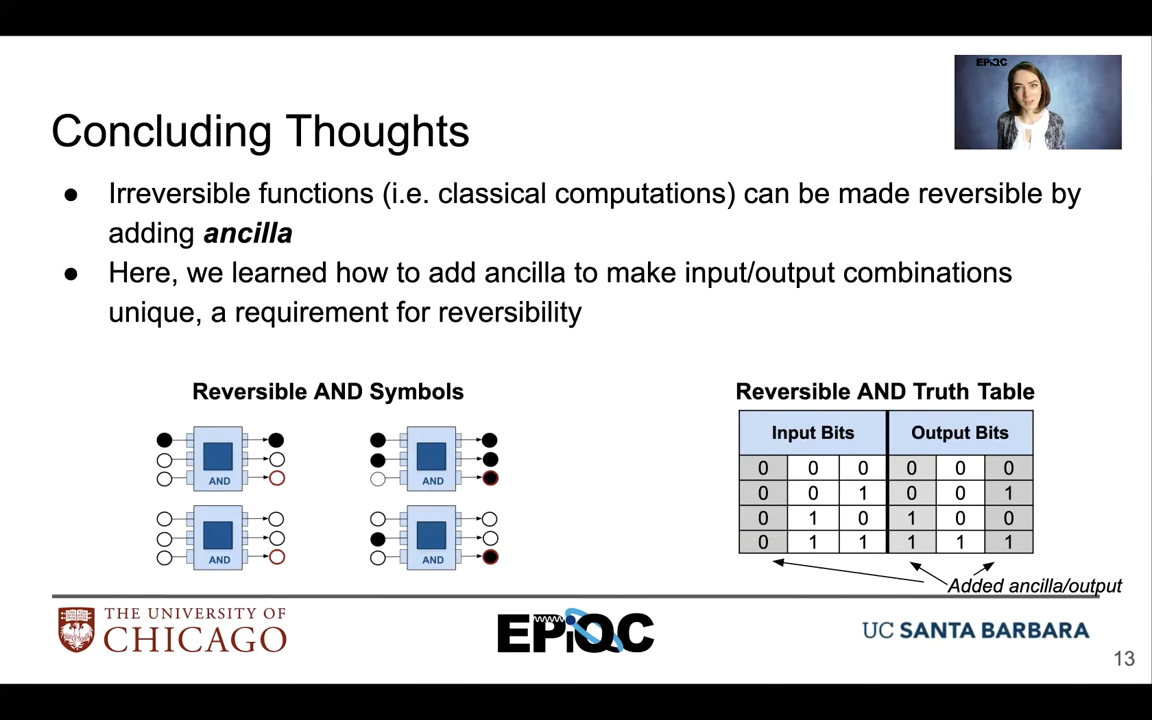 EPiQC
Concluding Thoughts
● Irreversible functions (i.e. classical computations) can be made reversible by
adding ancilla
● Here, we learned how to add ancilla to make input/output combinations
unique, a requirement for reversibility
Reversible AND Symbols
AND
AND
AND
AND
Reversible AND Truth Table
Input Bits Output Bits
0 0 0 0 0 0
0 0 1 0 0 1
0 1 0 1 0 0
0 1 1 1 1 1
Added ancilla/output
THE UNIVERSITY OF
CHICAGO
EPiQC
UC SANTA BARBARA
13